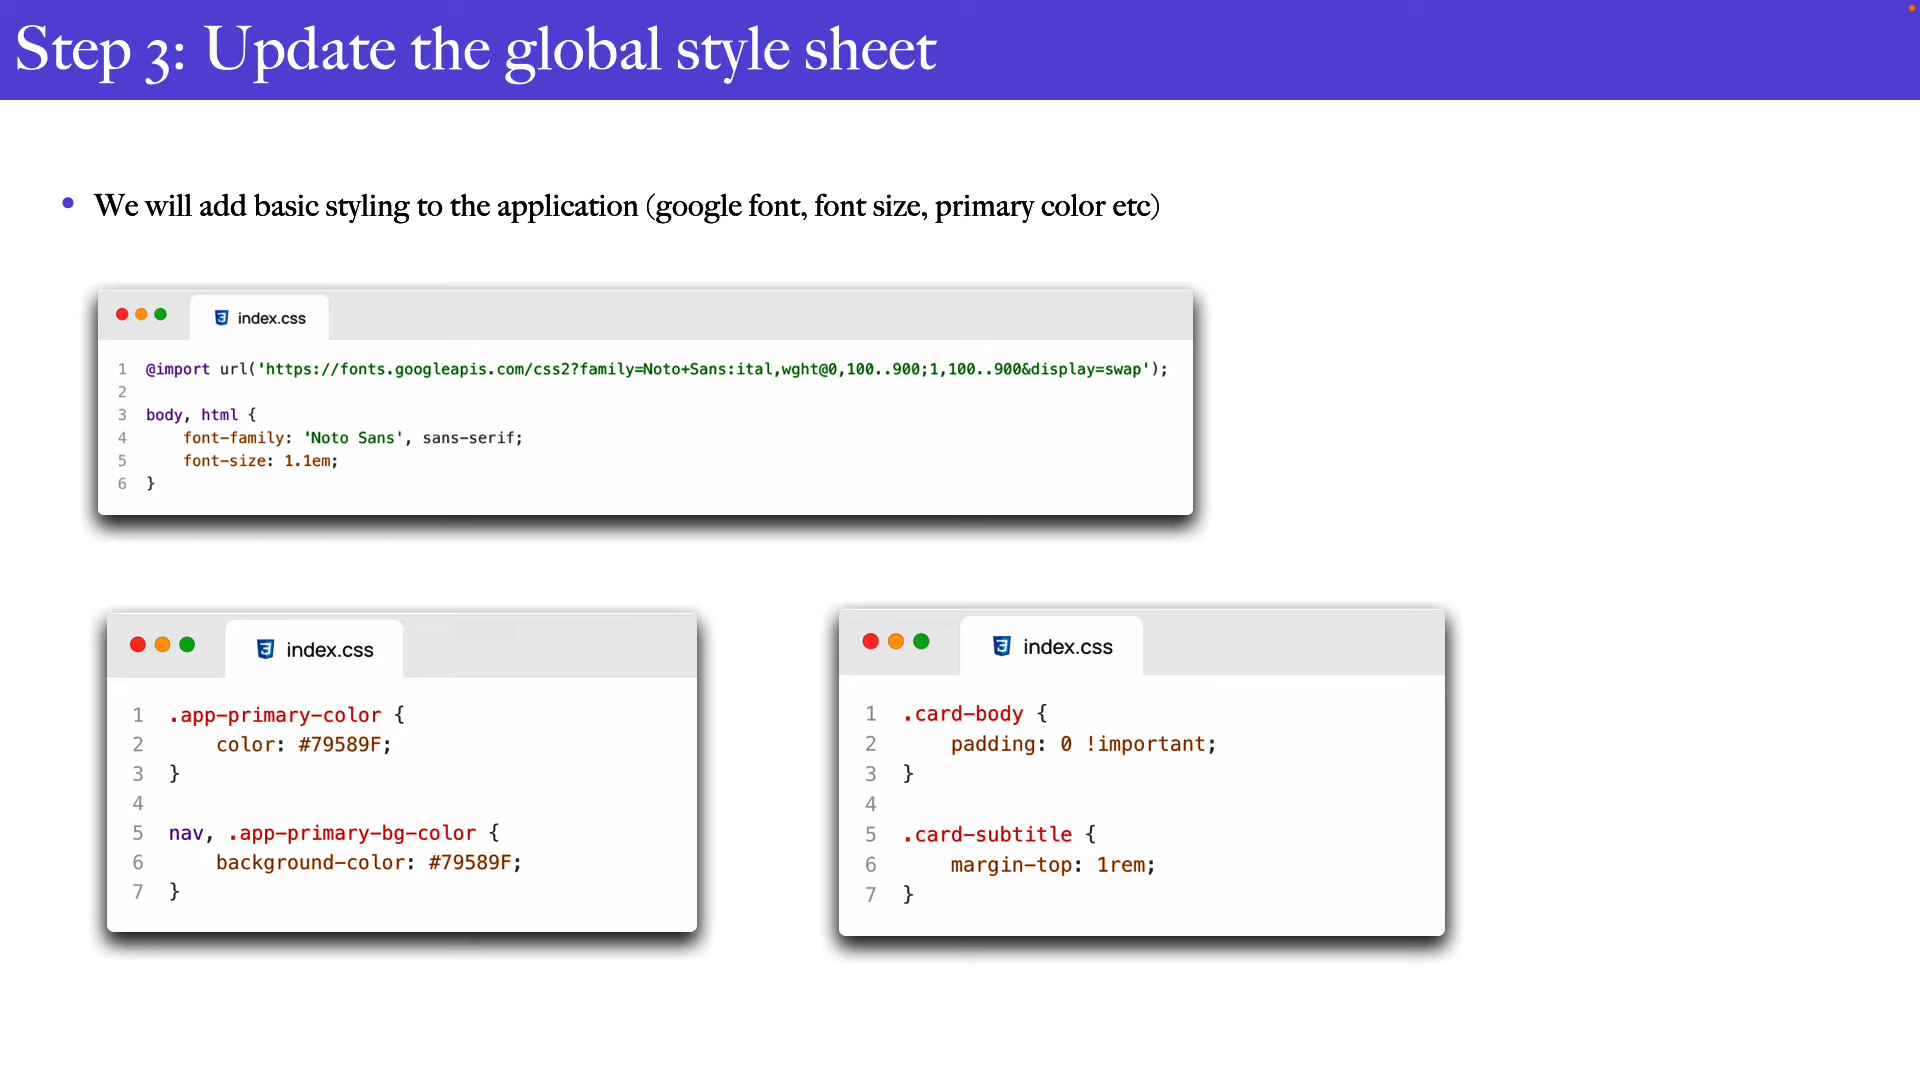 Step 3: Update the global style sheet
• We will add basic styling to the application (google font, font size, primary color etc)
index.css
1 @import url('https://fonts.googleapis.com/css2?family=Noto+Sans:ital,wght@0,100..900;1,100..900&display=swap');
2
3 body, html {
4     font-family: 'Noto Sans', sans-serif;
5     font-size: 1.1em;
6 }
index.css
1 .app-primary-color {
2     color: #79589F;
3 }
4
5 nav, .app-primary-bg-color {
6     background-color: #79589F;
7 }
index.css
1 .card-body {
2     padding: 0 !important;
3 }
4
5 .card-subtitle {
6     margin-top: 1rem;
7 }